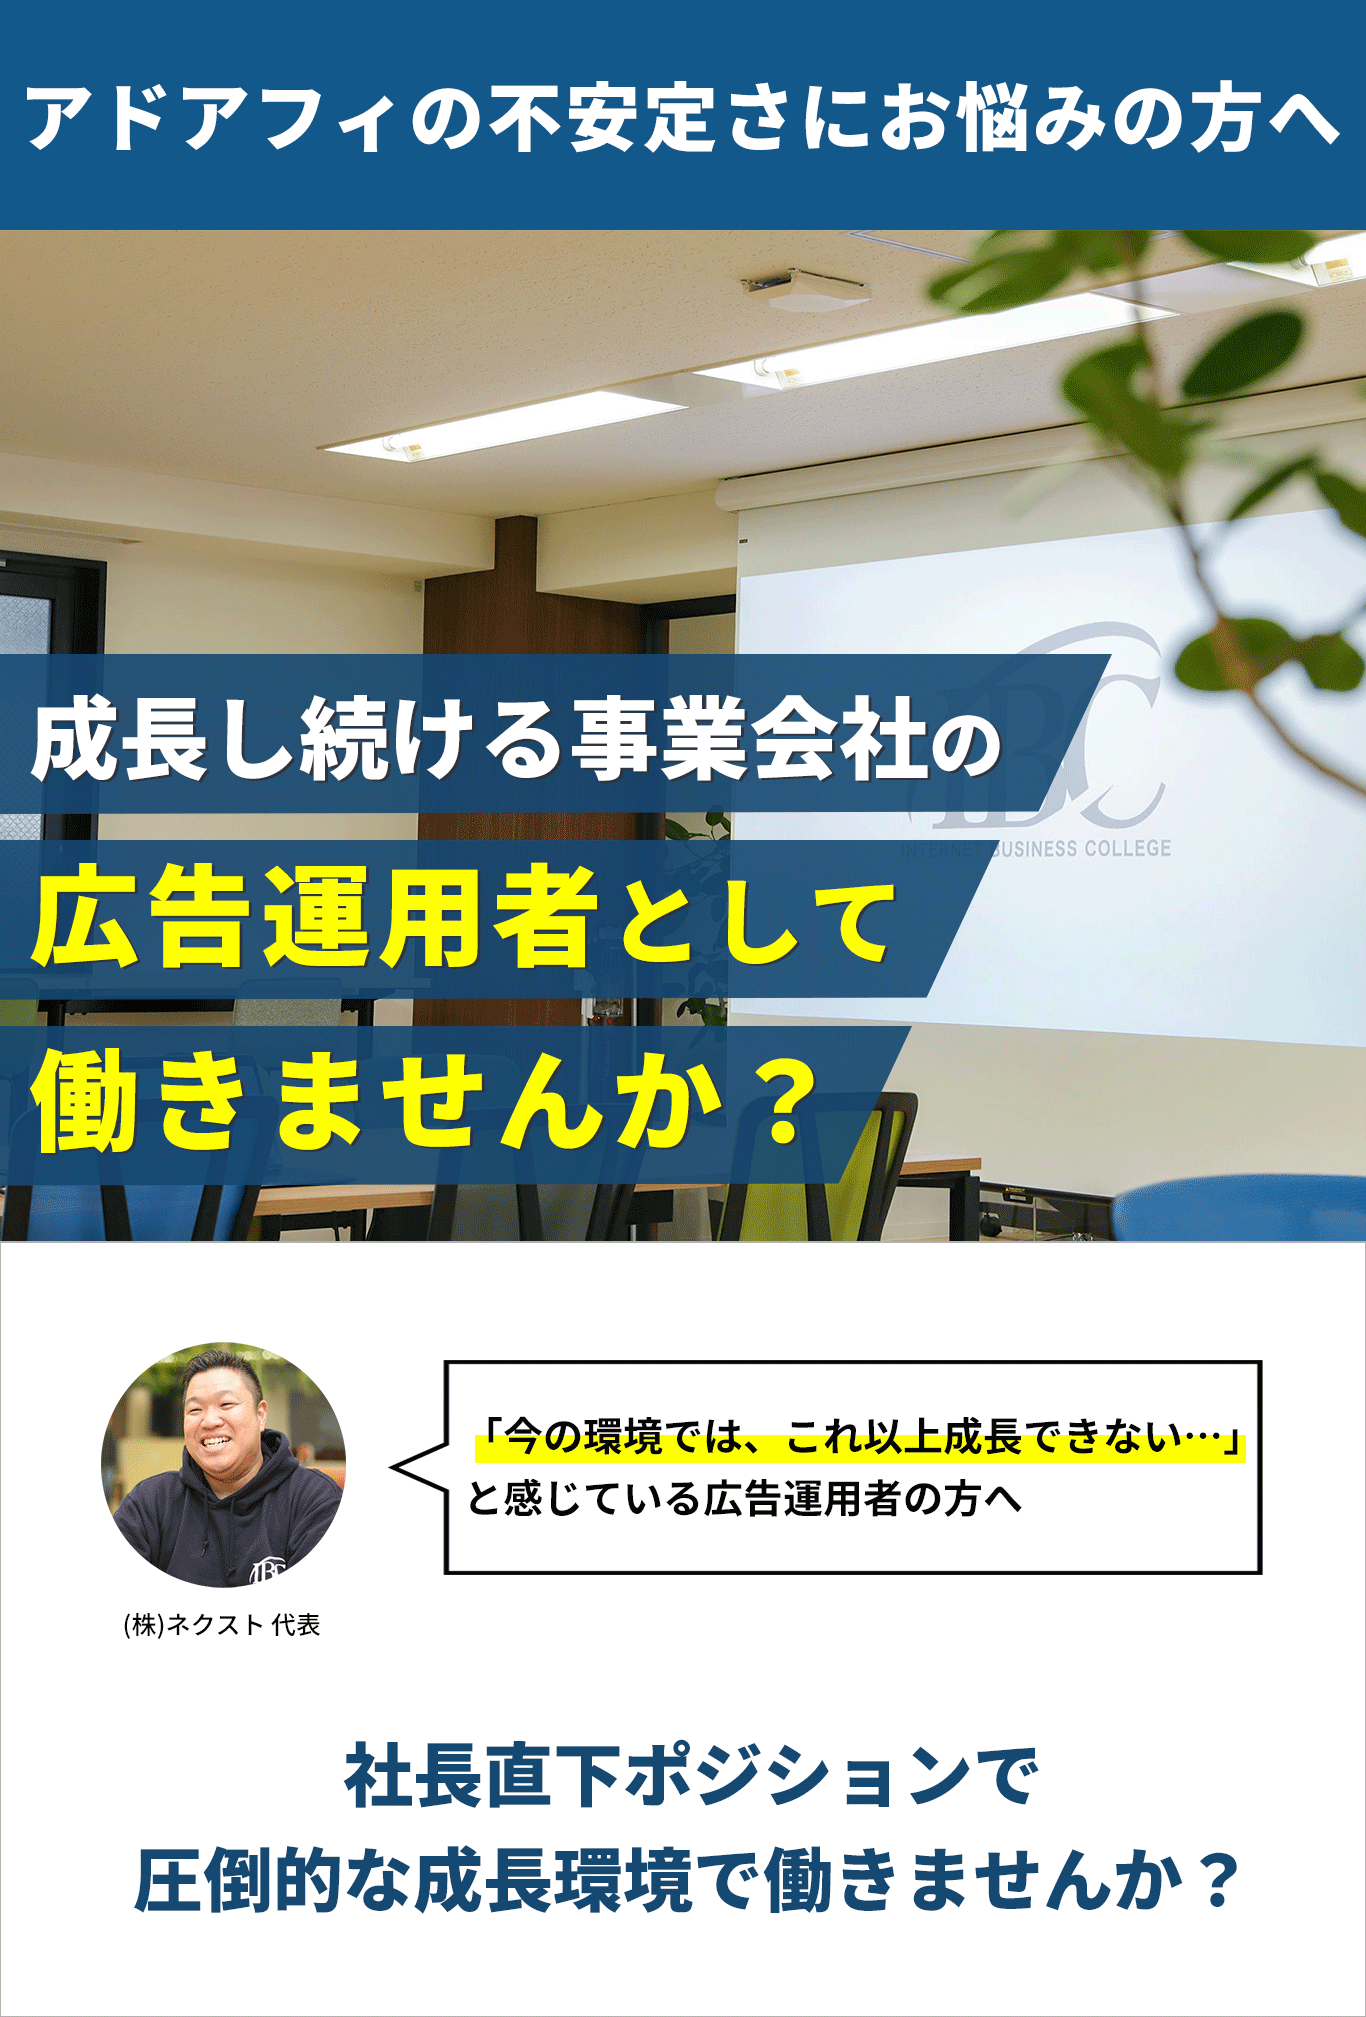 アドアフィの不安定さにお悩みの方へ
成長し続ける事業会社の
広告運用者として
働きませんか？
IBC
INTERNET BUSINESS COLLEGE
「今の環境では、これ以上成長できない…」
と感じている広告運用者の方へ
IBC
(株)ネクスト 代表
社長直下ポジションで
圧倒的な成長環境で働きませんか？